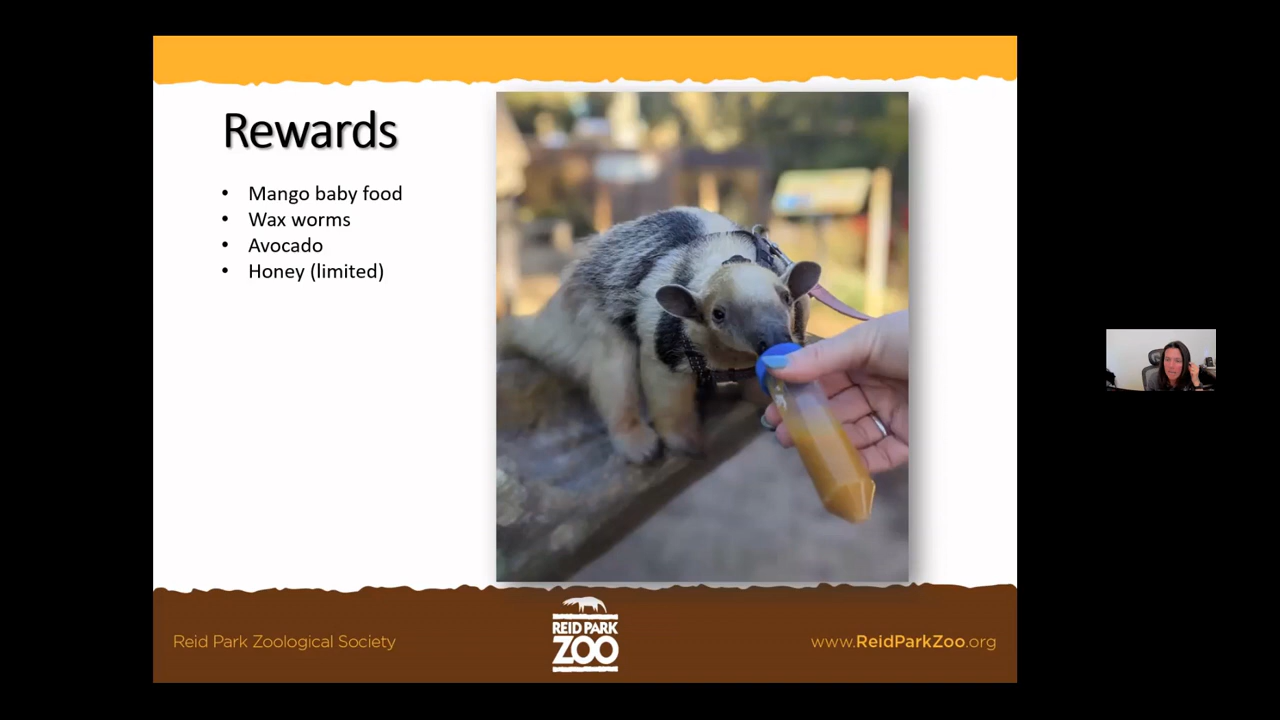 Rewards
• Mango baby food
• Wax worms
• Avocado
• Honey (limited)
Reid Park Zoological Society
REID PARK
ZOO
www.ReidParkZoo.org